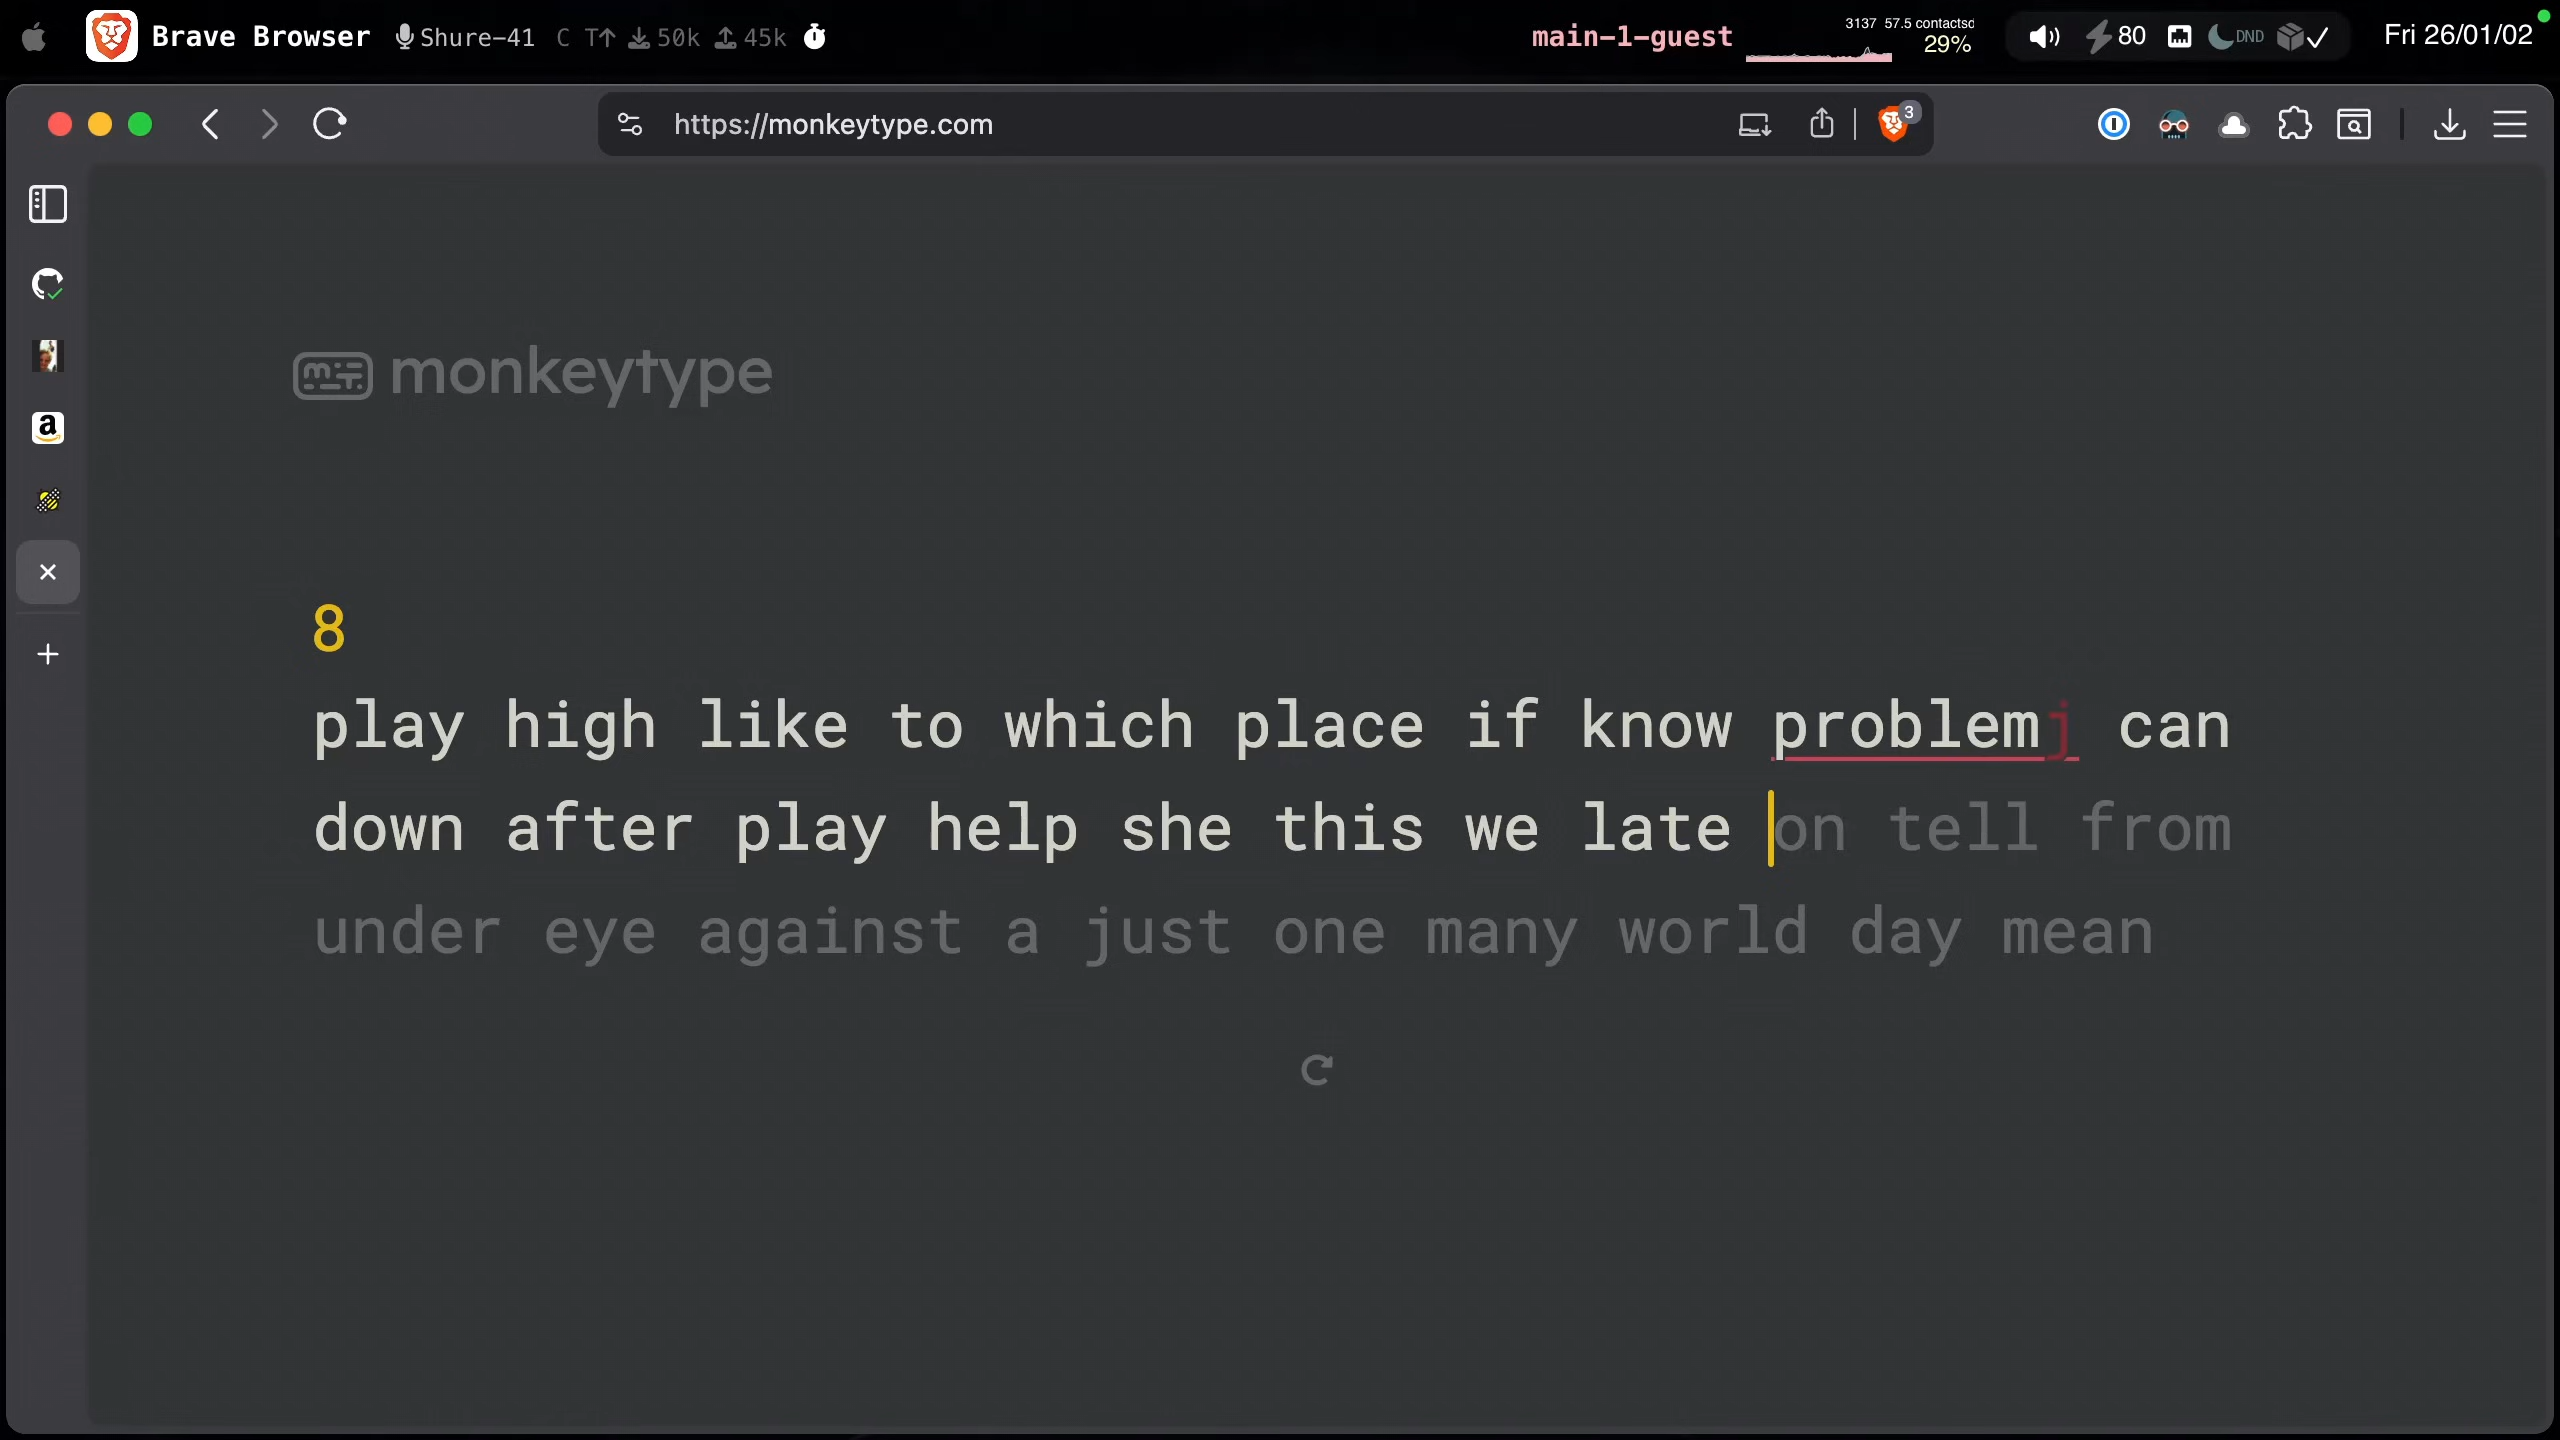 Brave Browser Shure-41 C T↑ 50k 45k main-1-guest 3137 57.5 contactsd 29% 80 DND Fri 26/01/02
https://monkeytype.com 3
monkeytype
8
play high like to which place if know problemj can
down after play help she this we late on tell from
under eye against a just one many world day mean